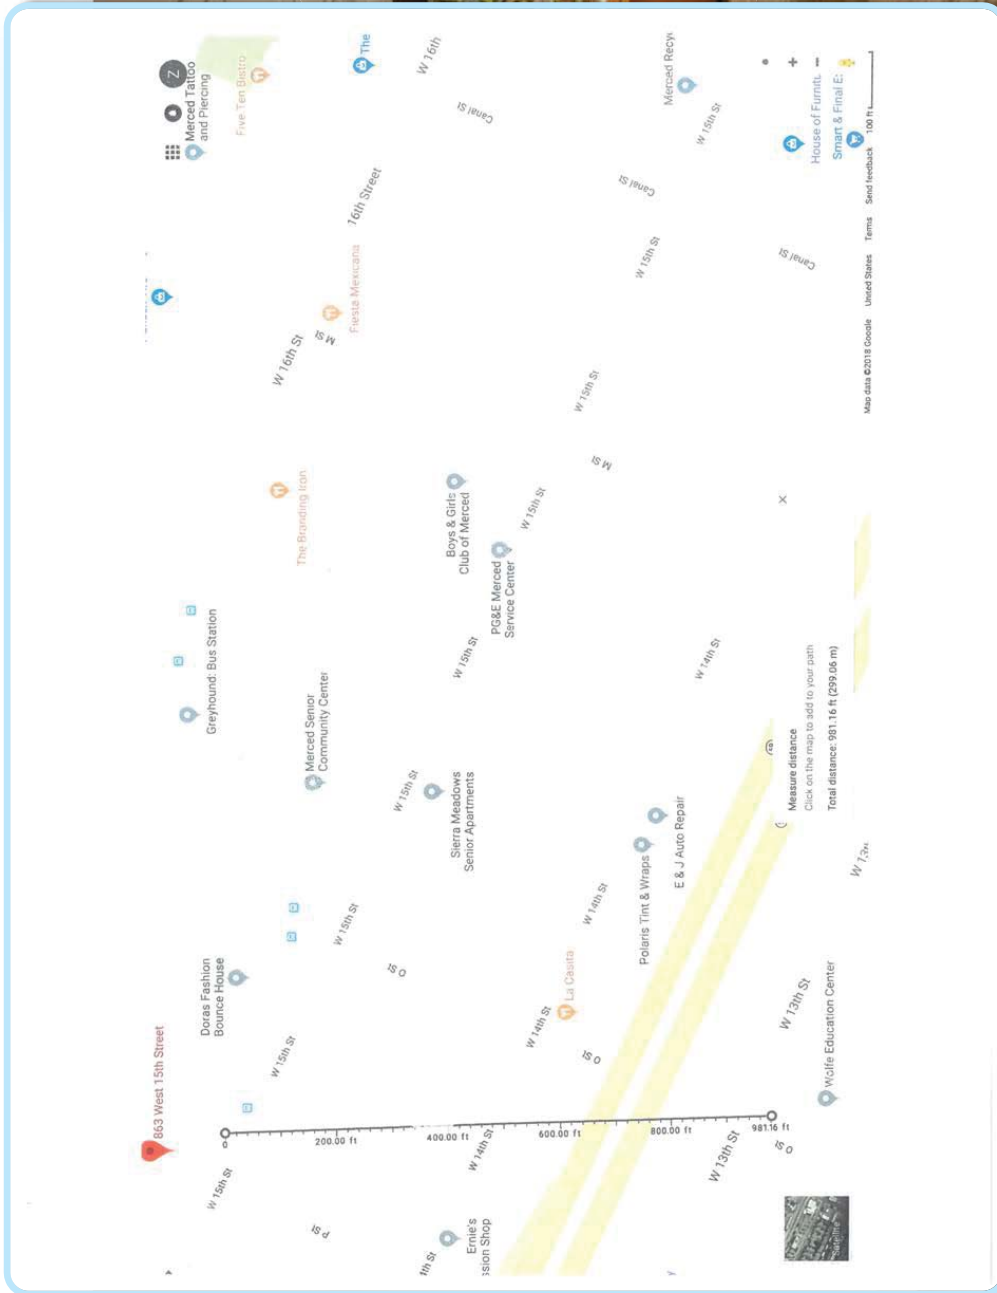 Z
Merced Tattoo
and Piercing
Five Ten Bistro
The
W 16th
Canal St
Merced Recy
W 15th St
16th Street
Canal St
House of Furnit
Smart & Final E
100 ft
Send feedback
Terms
United States
Map data ©2018 Google
Fiesta Mexicana
M St
W 16th St
W 15th St
Canal St
W 15th St
M St
The Branding Iron
Boys & Girls
Club of Merced
W 15th St
PG&E Merced
Service Center
Greyhound: Bus Station
Merced Senior
Community Center
W 15th St
W 14th St
W 15th St
Sierra Meadows
Senior Apartments
Measure distance
Click on the map to add to your path
Total distance: 981.16 ft (299.06 m)
E & J Auto Repair
Polaris Tint & Wraps
W 14th St
W 15th St
O St
Doras Fashion
Bounce House
La Casita
W 14th St
O St
W 15th St
W 13th St
Wolfe Education Center
863 West 15th Street
0
200.00 ft
400.00 ft
600.00 ft
800.00 ft
981.16 ft
W 15th St
W 14th St
W 13th St
O St
P St
Ernie's
ssion Shop
4th St
Satellite